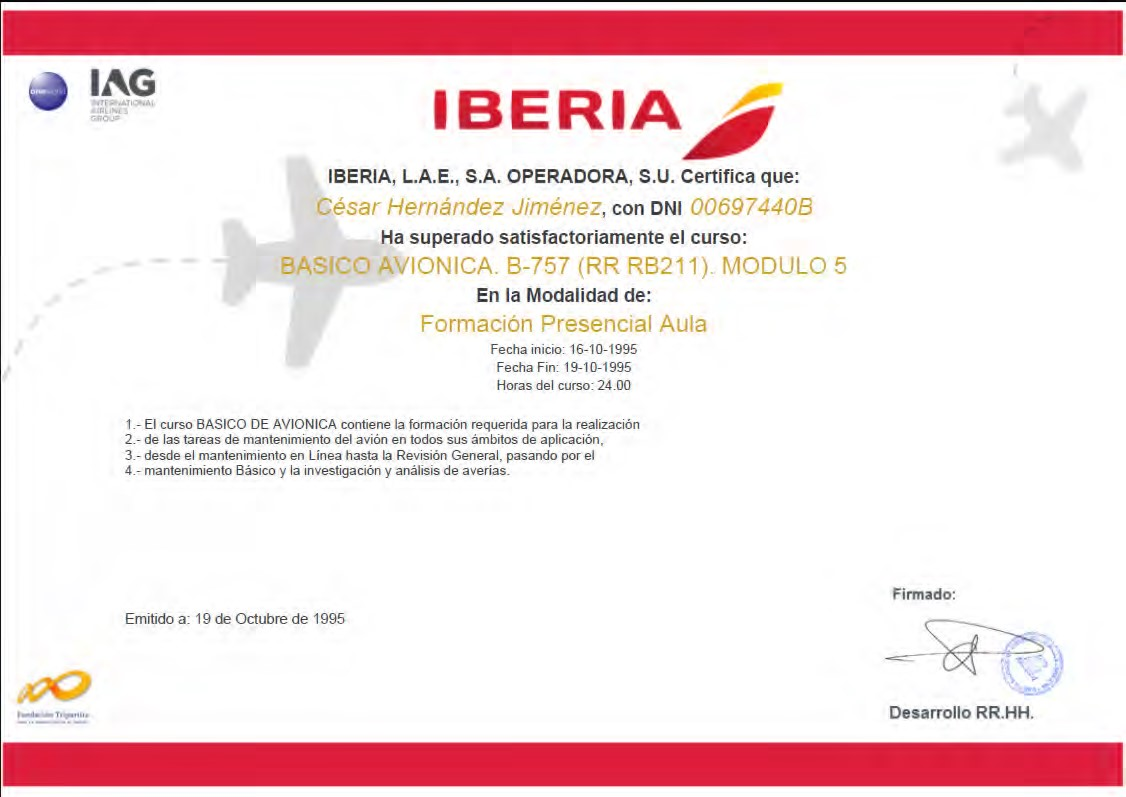 oneworld
IAG
INTERNATIONAL
AIRLINES
GROUP
IBERIA
IBERIA, L.A.E., S.A. OPERADORA, S.U. Certifica que:
César Hernández Jiménez, con DNI 00697440B
Ha superado satisfactoriamente el curso:
BASICO AVIONICA. B-757 (RR RB211). MODULO 5
En la Modalidad de:
Formación Presencial Aula
Fecha inicio: 16-10-1995
Fecha Fin: 19-10-1995
Horas del curso: 24.00
1.- El curso BASICO DE AVIONICA contiene la formación requerida para la realización
2.- de las tareas de mantenimiento del avión en todos sus ámbitos de aplicación,
3.- desde el mantenimiento en Línea hasta la Revisión General, pasando por el
4.- mantenimiento Básico y la investigación y análisis de averías.
Emitido a: 19 de Octubre de 1995
Firmado:
Fundación Tripartita
Desarrollo RR.HH.